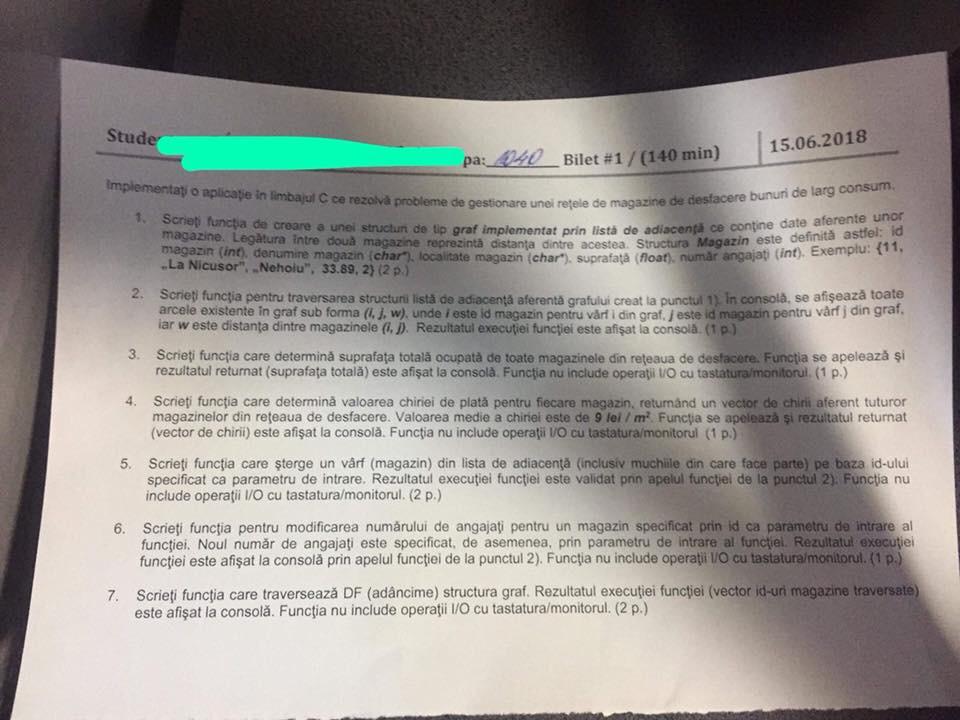 Stude
pa: 1040 Bilet #1 / (140 min) 15.06.2018
Implementați o aplicație în limbajul C ce rezolvă probleme de gestionare unei rețele de magazine de desfacere bunuri de larg consum.
1. Scrieți funcția de creare a unei structuri de tip graf implementat prin listă de adiacență ce conține date aferente unor
magazine. Legătura între două magazine reprezintă distanța dintre acestea. Structura Magazin este definită astfel: id
magazin (int), denumire magazin (char*), localitate magazin (char*), suprafață (float), număr angajați (int). Exemplu: {11,
„La Nicusor”, „Nehoiu”, 33.89, 2} (2 p.)
2. Scrieți funcția pentru traversarea structurii listă de adiacență aferentă grafului creat la punctul 1). În consolă, se afișează toate
arcele existente în graf sub forma (i, j, w), unde i este id magazin pentru vârf i din graf, j este id magazin pentru vârf j din graf,
iar w este distanța dintre magazinele (i, j). Rezultatul execuției funcției este afișat la consolă. (1 p.)
3. Scrieți funcția care determină suprafața totală ocupată de toate magazinele din rețeaua de desfacere. Funcția se apelează și
rezultatul returnat (suprafața totală) este afișat la consolă. Funcția nu include operații I/O cu tastatura/monitorul. (1 p.)
4. Scrieți funcția care determină valoarea chiriei de plată pentru fiecare magazin, returnând un vector de chirii aferent tuturor
magazinelor din rețeaua de desfacere. Valoarea medie a chiriei este de 9 lei / m². Funcția se apelează și rezultatul returnat
(vector de chirii) este afișat la consolă. Funcția nu include operații I/O cu tastatura/monitorul (1 p.)
5. Scrieți funcția care șterge un vârf (magazin) din lista de adiacență (inclusiv muchiile din care face parte) pe baza id-ului
specificat ca parametru de intrare. Rezultatul execuției funcției este validat prin apelul funcției de la punctul 2). Funcția nu
include operații I/O cu tastatura/monitorul. (2 p.)
6. Scrieți funcția pentru modificarea numărului de angajați pentru un magazin specificat prin id ca parametru de intrare al
funcției. Noul număr de angajați este specificat, de asemenea, prin parametru de intrare al funcției. Rezultatul execuției
funcției este afișat la consolă prin apelul funcției de la punctul 2). Funcția nu include operații I/O cu tastatura/monitorul. (1 p.)
7. Scrieți funcția care traversează DF (adâncime) structura graf. Rezultatul execuției funcției (vector id-uri magazine traversate)
este afișat la consolă. Funcția nu include operații I/O cu tastatura/monitorul. (2 p.)